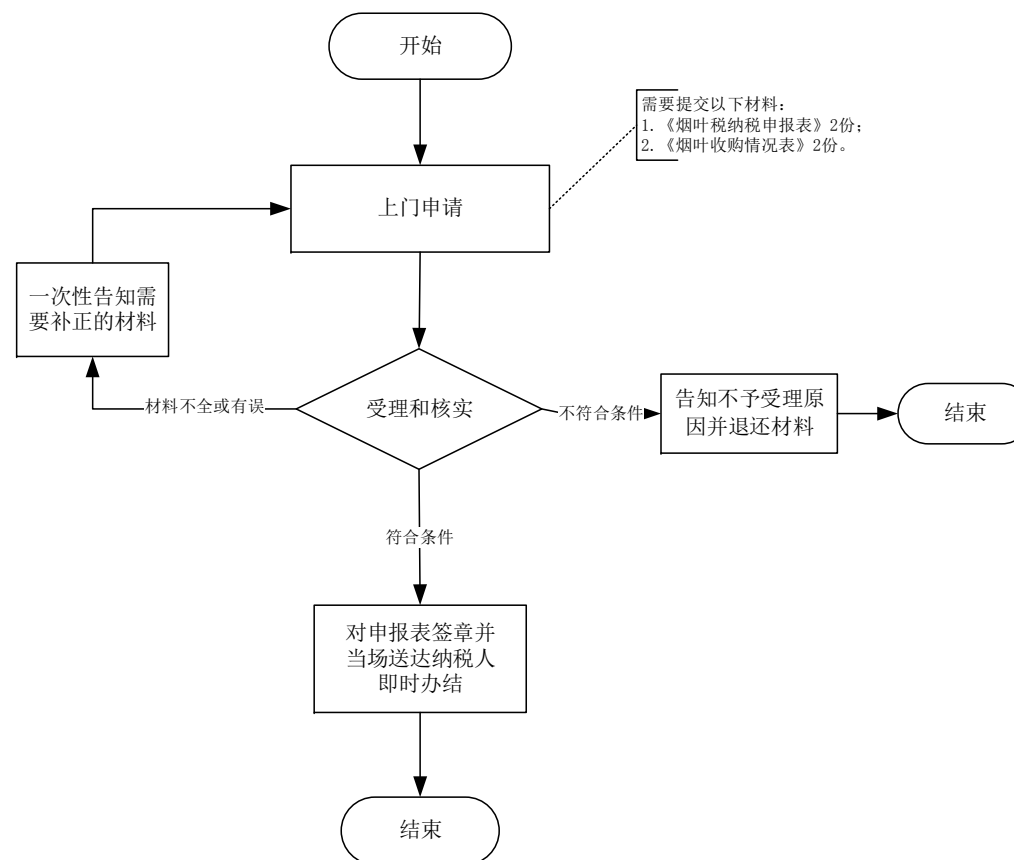 开始
需要提交以下材料：
1.《烟叶税纳税申报表》2份；
2.《烟叶收购情况表》2份。
上门申请
一次性告知需
要补正的材料
材料不全或有误
受理和核实
不符合条件
告知不予受理原
因并退还材料
结束
符合条件
对申报表签章并
当场送达纳税人
即时办结
结束